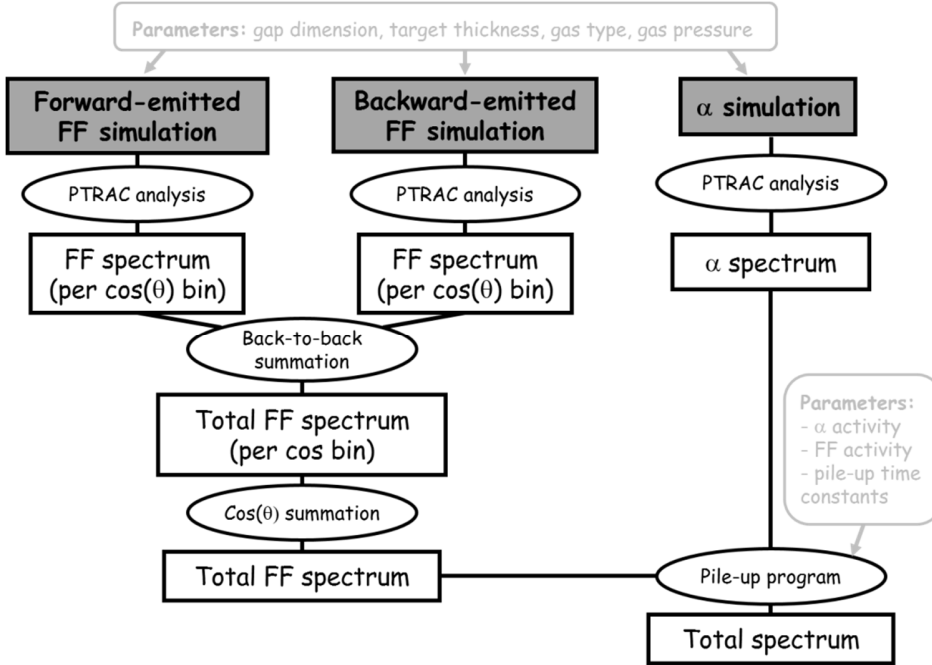 Parameters: gap dimension, target thickness, gas type, gas pressure
Forward-emitted
FF simulation
Backward-emitted
FF simulation
α simulation
PTRAC analysis
PTRAC analysis
PTRAC analysis
FF spectrum
(per cos(θ) bin)
FF spectrum
(per cos(θ) bin)
α spectrum
Back-to-back
summation
Total FF spectrum
(per cos bin)
Parameters:
- α activity
- FF activity
- pile-up time
constants
Cos(θ) summation
Total FF spectrum
Pile-up program
Total spectrum